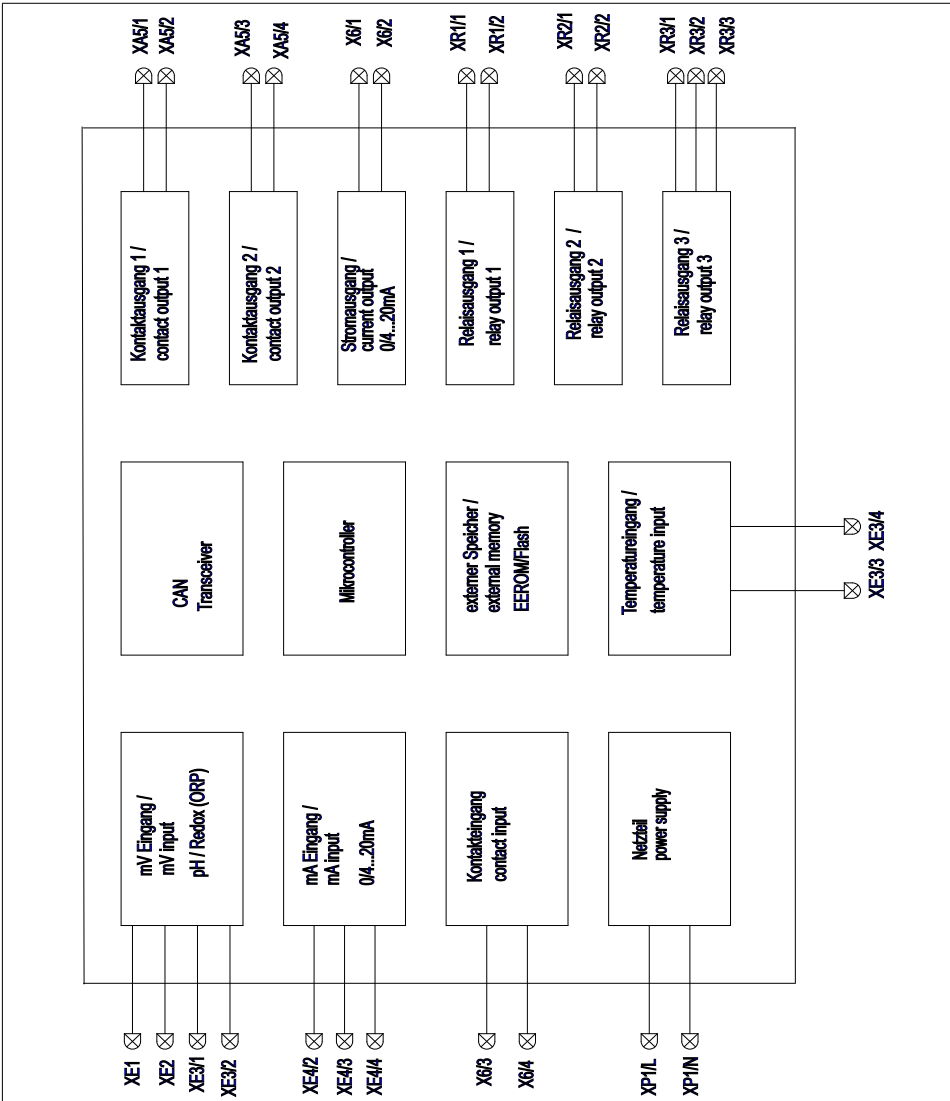 XA5/1
XA5/2
XA5/3
XA5/4
X6/1
X6/2
XR1/1
XR1/2
XR2/1
XR2/2
XR3/1
XR3/2
XR3/3
Kontaktausgang 1 /
contact output 1
Kontaktausgang 2 /
contact output 2
Stromausgang /
current output
0/4...20mA
Relaisausgang 1 /
relay output 1
Relaisausgang 2 /
relay output 2
Relaisausgang 3 /
relay output 3
CAN
Transceiver
Mikrocontroller
externer Speicher /
external memory
EEROM/Flash
Temperatureingang /
temperature input
XE3/3 XE3/4
mV Eingang /
mV input
pH / Redox (ORP)
mA Eingang /
mA input
0/4...20mA
Kontakteingang
contact input
Netzteil
power supply
XE1
XE2
XE3/1
XE3/2
XE4/2
XE4/3
XE4/4
X6/3
X6/4
XP1/L
XP1/N